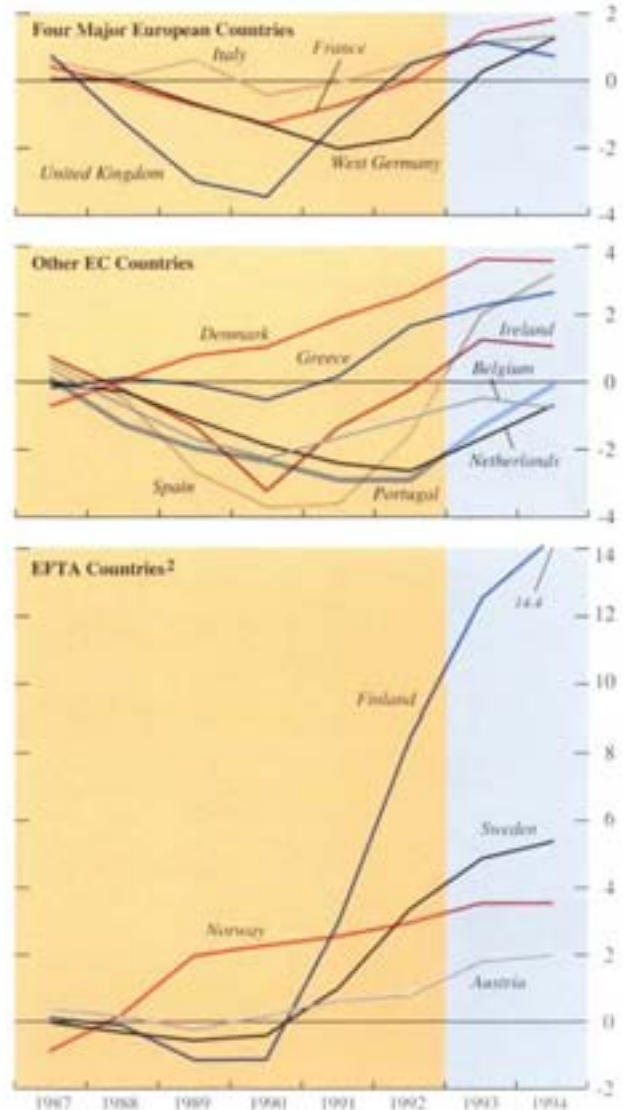 Four Major European Countries
Italy
France
United Kingdom
West Germany
2
0
-2
-4
Other EC Countries
Denmark
Greece
Ireland
Belgium
Spain
Portugal
Netherlands
4
2
0
-2
-4
EFTA Countries2
14.4
Finland
Sweden
Norway
Austria
14
12
10
8
6
4
2
0
-2
1987 1988 1989 1990 1991 1992 1993 1994